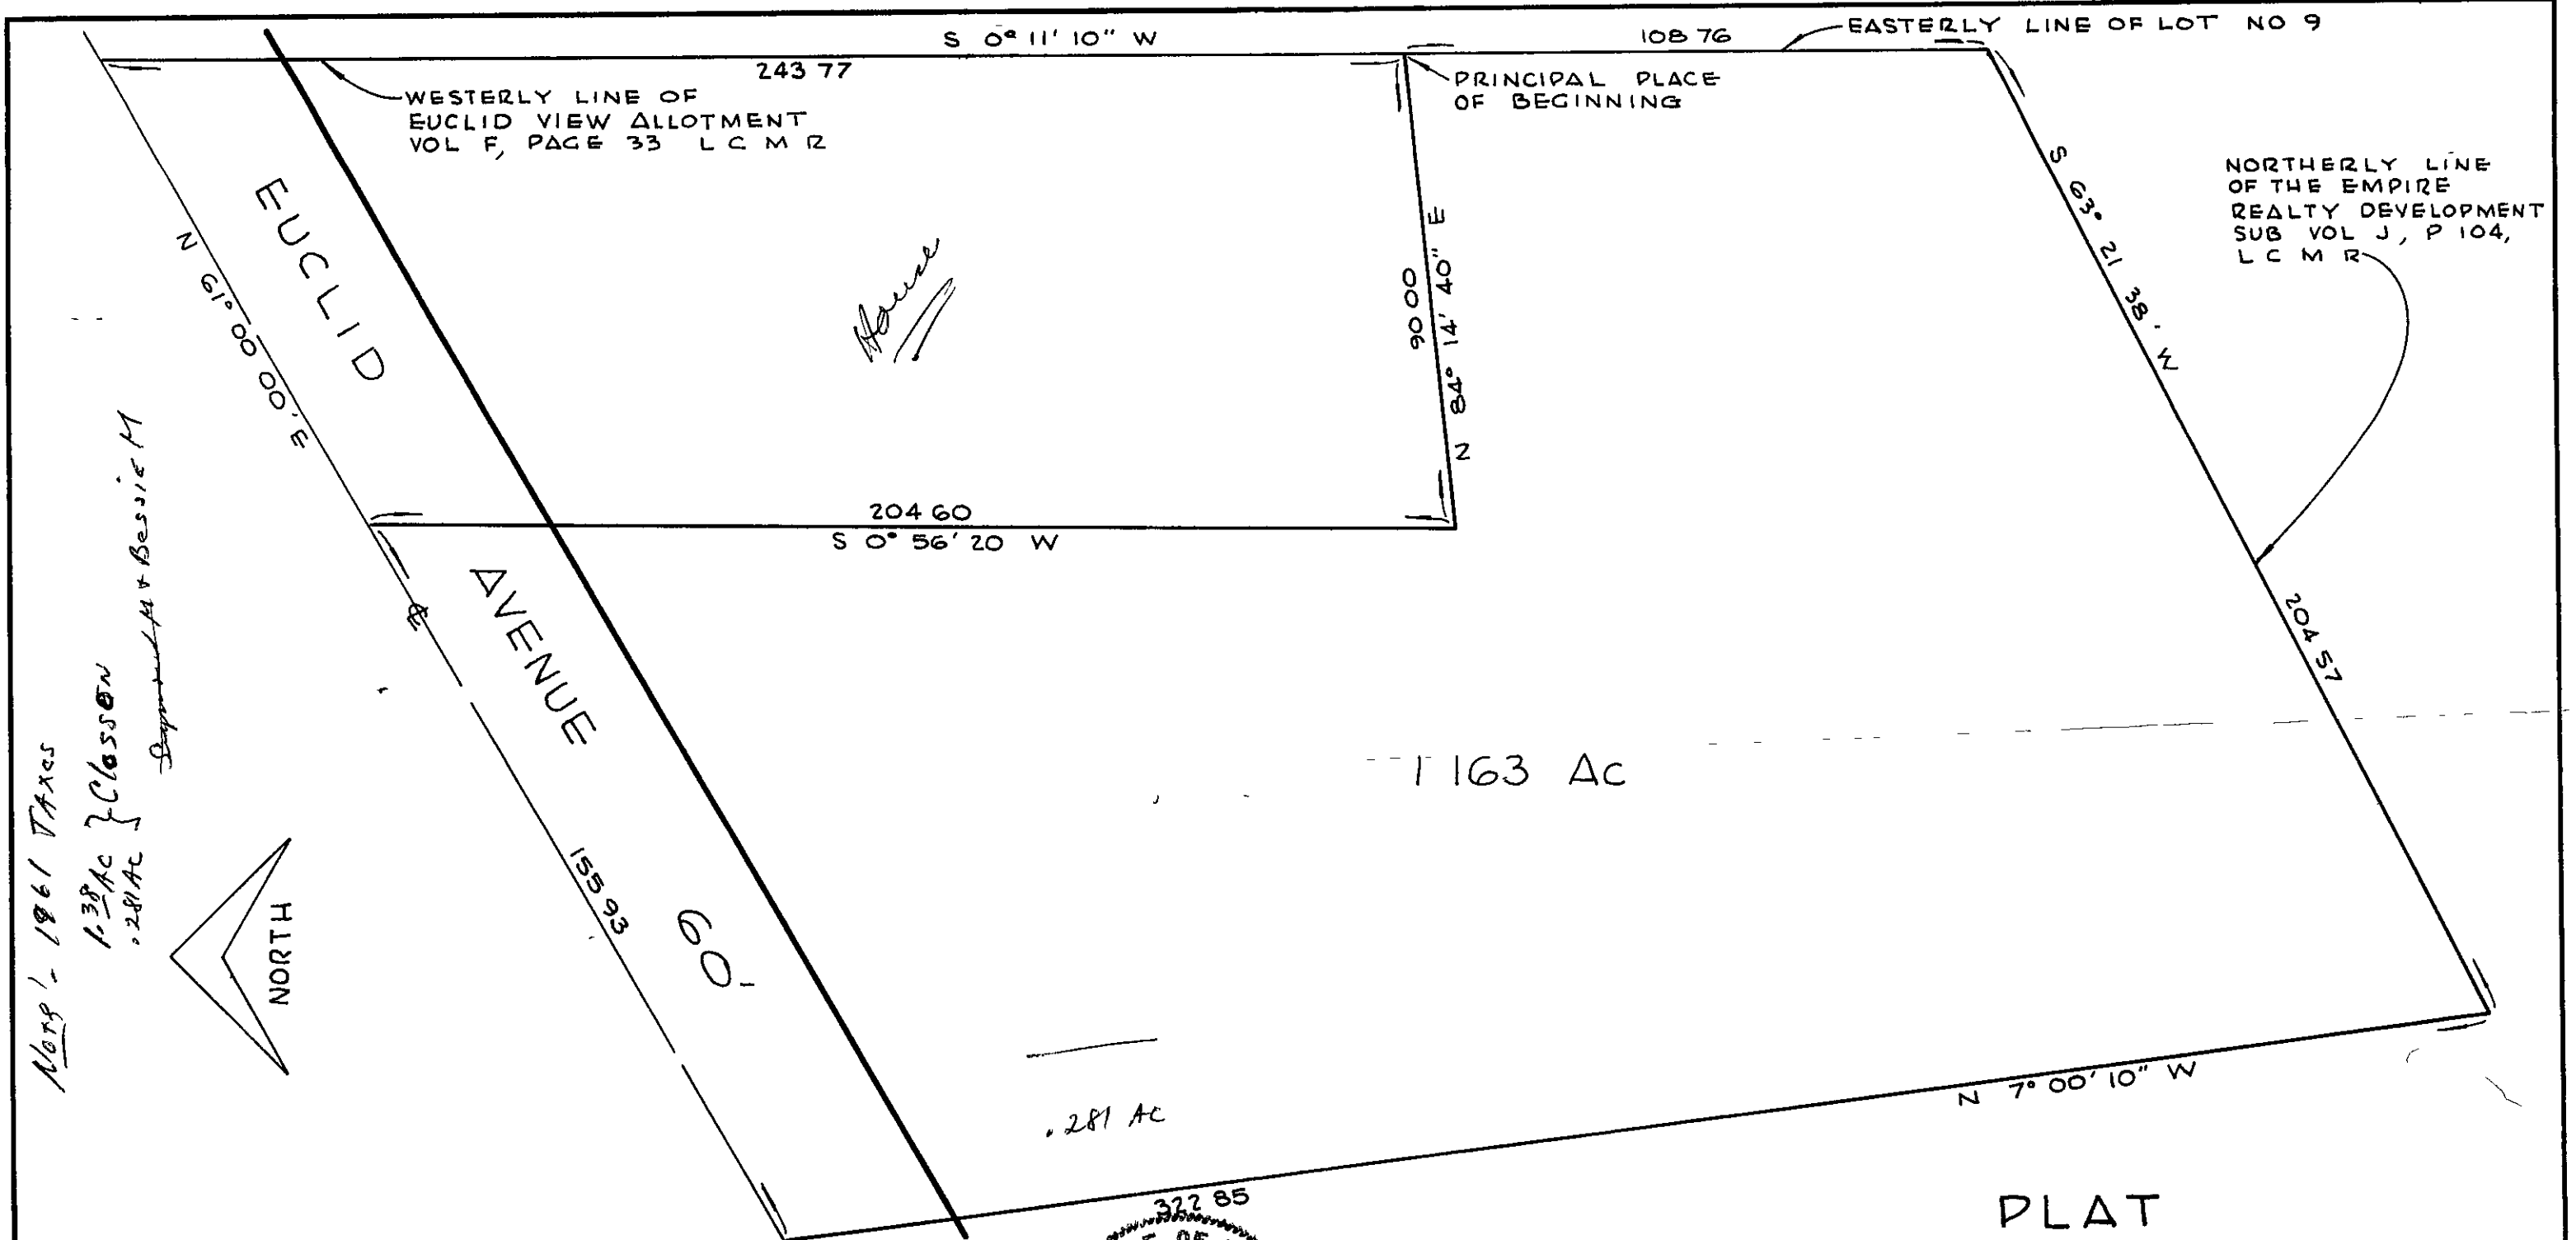 S 0° 11' 10" W
243 77
108 76
EASTERLY LINE OF LOT NO 9
WESTERLY LINE OF
EUCLID VIEW ALLOTMENT
VOL F, PAGE 33 L C M R
PRINCIPAL PLACE
OF BEGINNING
NORTHERLY LINE
OF THE EMPIRE
REALTY DEVELOPMENT
SUB VOL J, P 104,
L C M R
S 63° 21 38' W
204 57
N 61° 00 00' E
EUCLID
AVENUE
60'
House
90 00
N 84° 14' 40" E
204 60
S 0° 56' 20 W
155 93
1 163 Ac
Note!- 1961 Taxes
1.38 Ac } Classen
.281 Ac
M & Bessie M
NORTH
.281 AC
N 7° 00' 10" W
322 85
PLAT